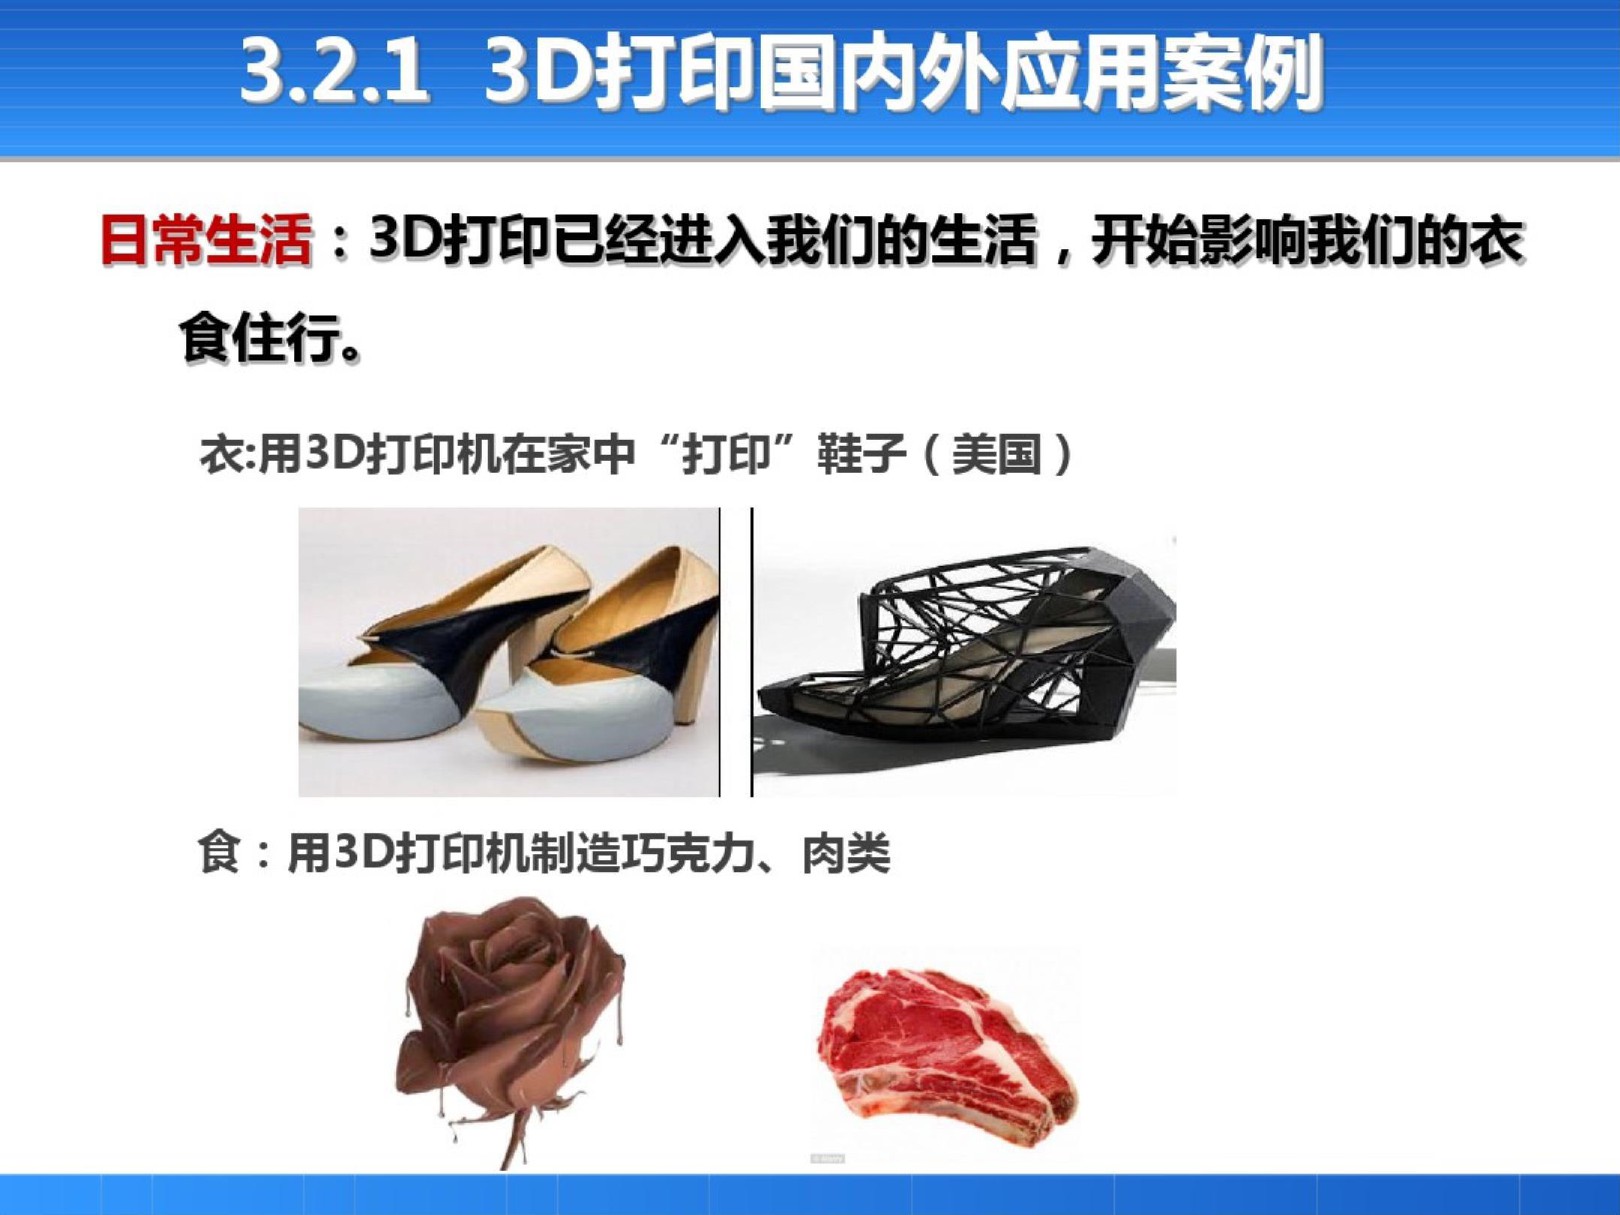 3.2.1 3D打印国内外应用案例
日常生活：3D打印已经进入我们的生活，开始影响我们的衣
食住行。
衣:用3D打印机在家中“打印”鞋子（美国）
食：用3D打印机制造巧克力、肉类